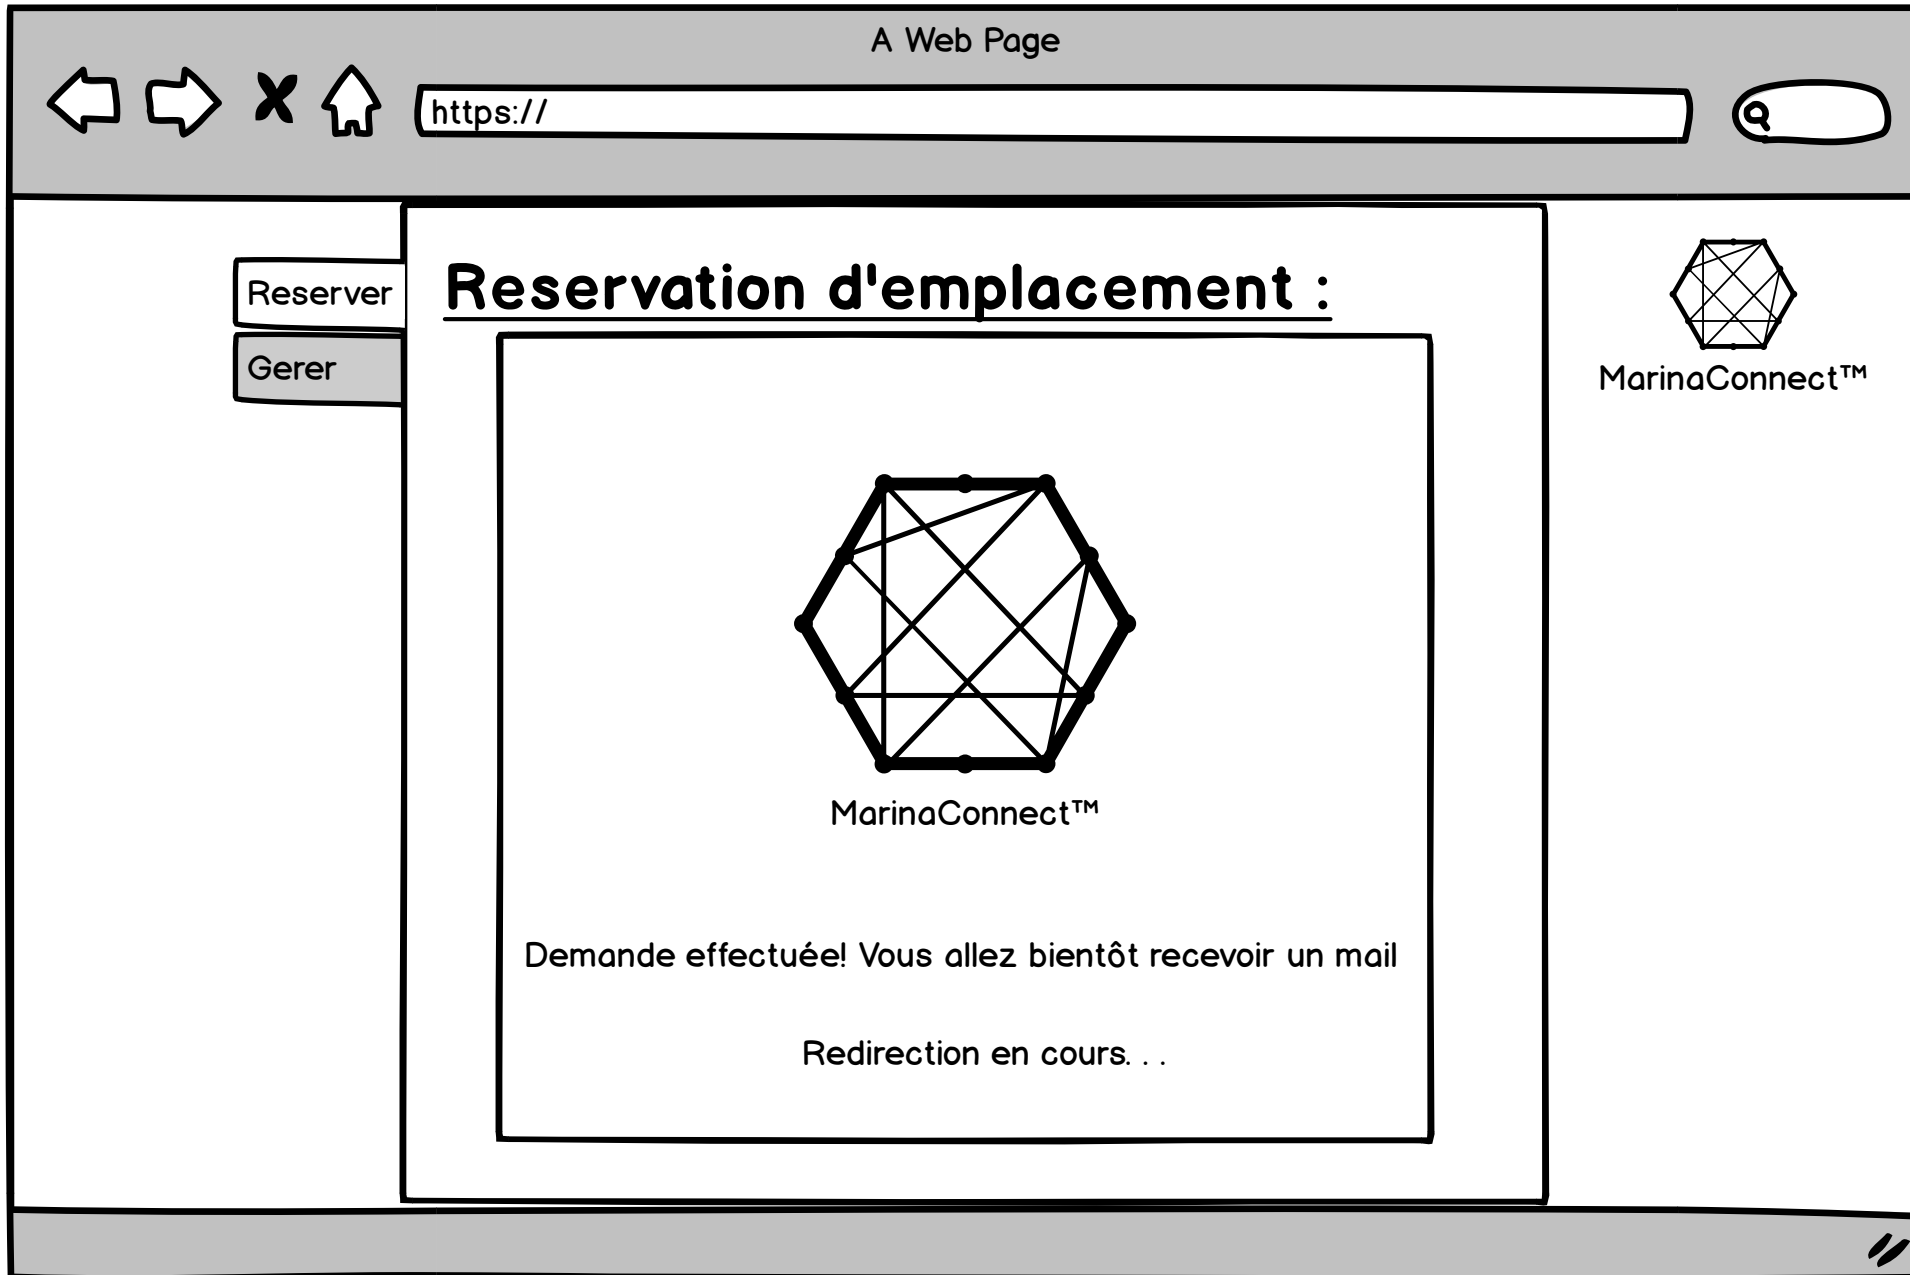 A Web Page
https://
Reserver
Gerer
Reservation d'emplacement :
MarinaConnect™
MarinaConnect™
Demande effectuée! Vous allez bientôt recevoir un mail
Redirection en cours. . .